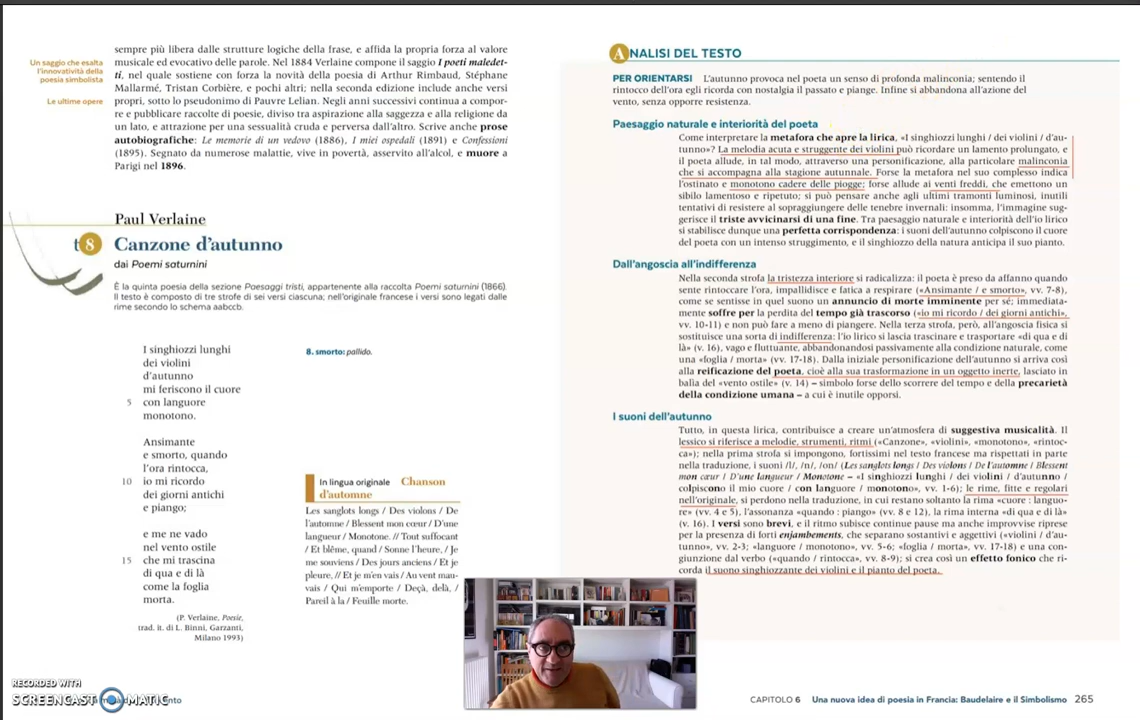 sempre più libera dalle strutture logiche della frase, e affida la propria forza al valore
musicale ed evocativo delle parole. Nel 1884 Verlaine compone il saggio I poeti maledet-
ti, nel quale sostiene con forza la novità della poesia di Arthur Rimbaud, Stéphane
Mallarmé, Tristan Corbière, e pochi altri; nella seconda edizione include anche versi
propri, sotto lo pseudonimo di Pauvre Lelian. Negli anni successivi continua a compor-
re e pubblicare raccolte di poesie, diviso tra aspirazione alla saggezza e alla religione da
un lato, e attrazione per una sessualità cruda e perversa dall'altro. Scrive anche prose
autobiografiche: Le memorie di un vedovo (1886), I miei ospedali (1891) e Confessioni
(1895). Segnato da numerose malattie, vive in povertà, asservito all'alcol, e muore a
Parigi nel 1896.
Un saggio che esalta
l'innovatività della
poesia simbolista
Le ultime opere
Paul Verlaine
t8 Canzone d'autunno
dai Poemi saturnini
È la quinta poesia della sezione Paesaggi tristi, appartenente alla raccolta Poemi saturnini (1866).
Il testo è composto di tre strofe di sei versi ciascuna; nell'originale francese i versi sono legati dalle
rime secondo lo schema aabccb.
I singhiozzi lunghi
dei violini
d'autunno
mi feriscono il cuore
5 con languore
monotono.
Ansimante
e smorto, quando
l'ora rintocca,
10 io mi ricordo
dei giorni antichi
e piango;
e me ne vado
nel vento ostile
15 che mi trascina
di qua e di là
come la foglia
morta.
(P. Verlaine, Poesie,
trad. it. di L. Binni, Garzanti,
Milano 1993)
8. smorto: pallido.
In lingua originale Chanson
d'automne
Les sanglots longs / Des violons / De
l'automne / Blessent mon cœur / D'une
langueur / Monotone. // Tout suffocant
/ Et blême, quand / Sonne l'heure, / Je
me souviens / Des jours anciens / Et je
pleure, // Et je m'en vais / Au vent mau-
vais / Qui m'emporte / Deçà, delà, /
Pareil à la / Feuille morte.
RECORDED WITH
SCREENCAST MATIC
nto
ANALISI DEL TESTO
PER ORIENTARSI L'autunno provoca nel poeta un senso di profonda malinconia; sentendo il
rintocco dell'ora egli ricorda con nostalgia il passato e piange. Infine si abbandona all'azione del
vento, senza opporre resistenza.
Paesaggio naturale e interiorità del poeta
Come interpretare la metafora che apre la lirica, «I singhiozzi lunghi / dei violini / d'au-
tunno»? La melodia acuta e struggente dei violini può ricordare un lamento prolungato, e
il poeta allude, in tal modo, attraverso una personificazione, alla particolare malinconia
che si accompagna alla stagione autunnale. Forse la metafora nel suo complesso indica
l'ostinato e monotono cadere delle piogge; forse allude ai venti freddi, che emettono un
sibilo lamentoso e ripetuto; si può pensare anche agli ultimi tramonti luminosi, inutili
tentativi di resistere al sopraggiungere delle tenebre invernali: insomma, l'immagine sug-
gerisce il triste avvicinarsi di una fine. Tra paesaggio naturale e interiorità dell'io lirico
si stabilisce dunque una perfetta corrispondenza: i suoni dell'autunno colpiscono il cuore
del poeta con un intenso struggimento, e il singhiozzo della natura anticipa il suo pianto.
Dall'angoscia all'indifferenza
Nella seconda strofa la tristezza interiore si radicalizza: il poeta è preso da affanno quando
sente rintoccare l'ora, impallidisce e fatica a respirare («Ansimante / e smorto», vv. 7-8),
come se sentisse in quel suono un annuncio di morte imminente per sé; immediata-
mente soffre per la perdita del tempo già trascorso («io mi ricordo / dei giorni antichi»,
vv. 10-11) e non può fare a meno di piangere. Nella terza strofa, però, all'angoscia fisica si
sostituisce una sorta di indifferenza: l'io lirico si lascia trascinare e trasportare «di qua e di
là» (v. 16), vago e fluttuante, abbandonandosi passivamente alla condizione naturale, come
una «foglia / morta» (vv. 17-18). Dalla iniziale personificazione dell'autunno si arriva così
alla reificazione del poeta, cioè alla sua trasformazione in un oggetto inerte, lasciato in
balìa del «vento ostile» (v. 14) – simbolo forse dello scorrere del tempo e della precarietà
della condizione umana – a cui è inutile opporsi.
I suoni dell'autunno
Tutto, in questa lirica, contribuisce a creare un'atmosfera di suggestiva musicalità. Il
lessico si riferisce a melodie, strumenti, ritmi («Canzone», «violini», «monotono», «rintoc-
ca»); nella prima strofa si impongono, fortissimi nel testo francese ma rispettati in parte
nella traduzione, i suoni /l/, /n/, /on/ (Les sanglots longs / Des violons / De l'automne / Blessent
mon cœur / D'une langueur / Monotone – «I singhiozzi lunghi / dei violini / d'autunno /
colpiscono il mio cuore / con languore / monotono», vv. 1-6); le rime, fitte e regolari
nell'originale, si perdono nella traduzione, in cui restano soltanto la rima «cuore : languo-
re» (vv. 4 e 5), l'assonanza «quando : piango» (vv. 8 e 12), la rima interna «di qua e di là»
(v. 16). I versi sono brevi, e il ritmo subisce continue pause ma anche improvvise riprese
per la presenza di forti enjambements, che separano sostantivi e aggettivi («violini / d'au-
tunno», vv. 2-3; «languore / monotono», vv. 5-6; «foglia / morta», vv. 17-18) e una con-
giunzione dal verbo («quando / rintocca», vv. 8-9); si crea così un effetto fonico che ri-
corda il suono singhiozzante dei violini e il pianto del poeta.
CAPITOLO 6 Una nuova idea di poesia in Francia: Baudelaire e il Simbolismo 265